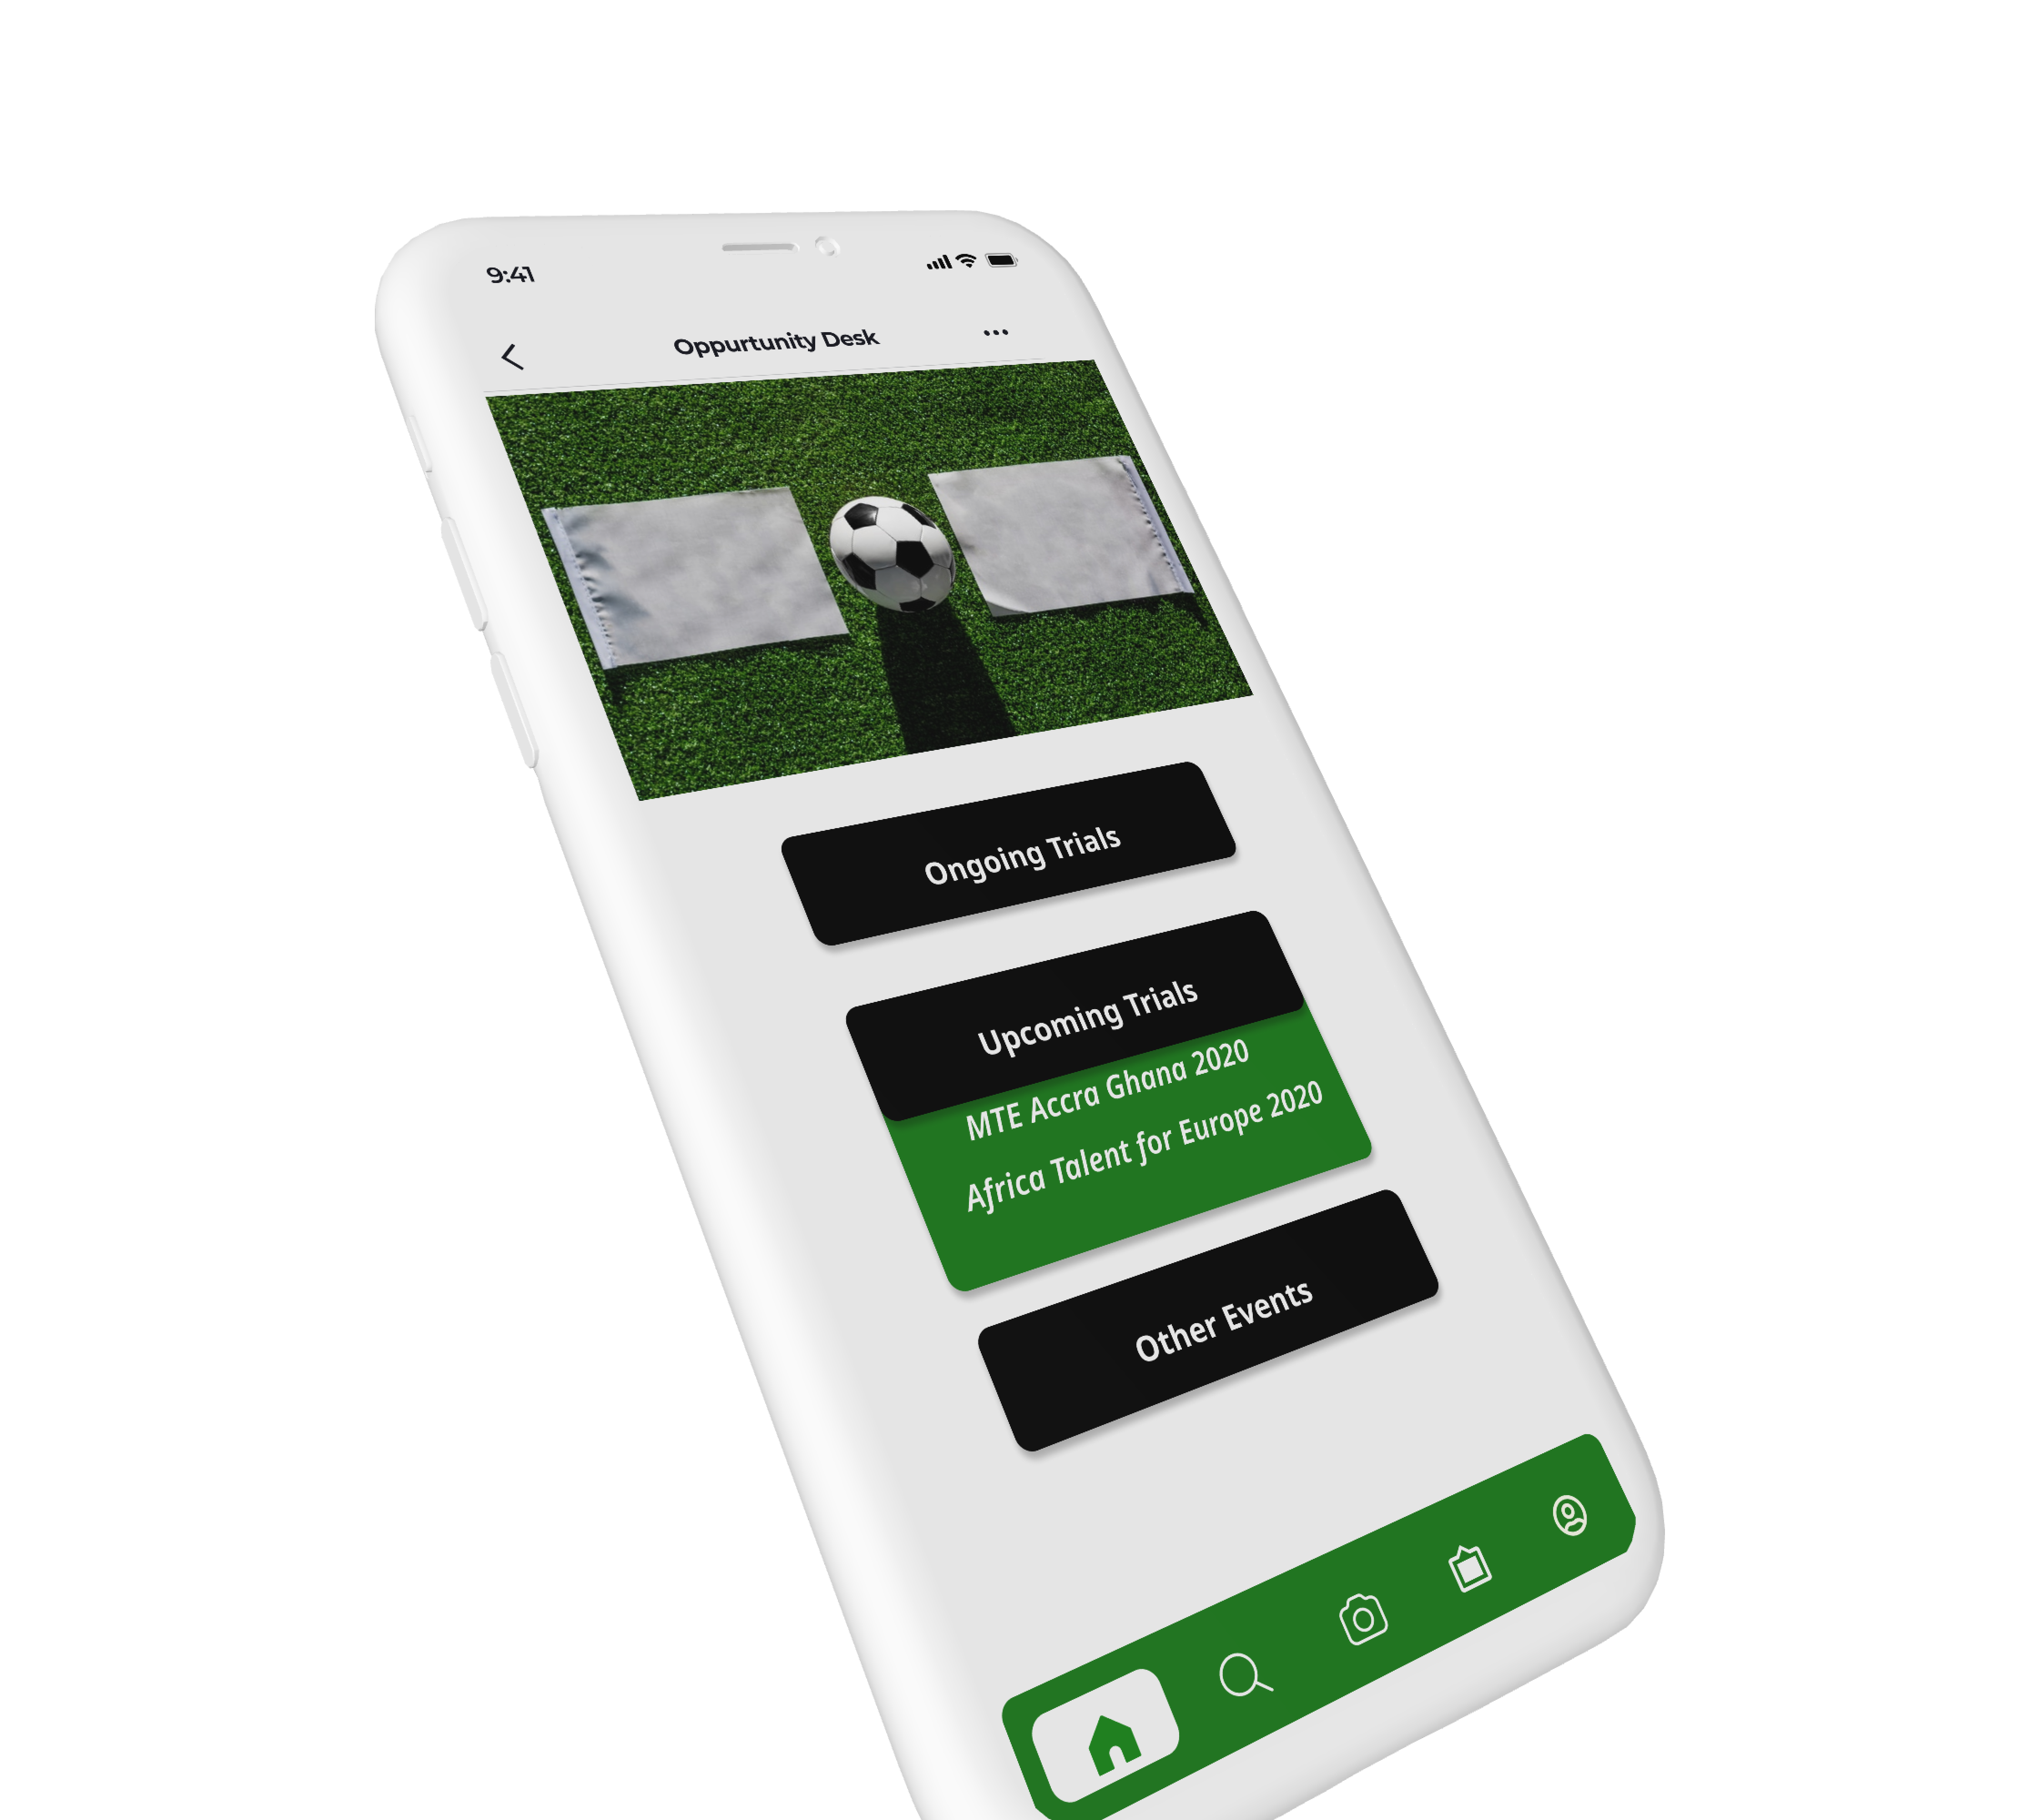 9:41
Oppurtunity Desk
Ongoing Trials
Upcoming Trials
MTE Accra Ghana 2020
Africa Talent for Europe 2020
Other Events